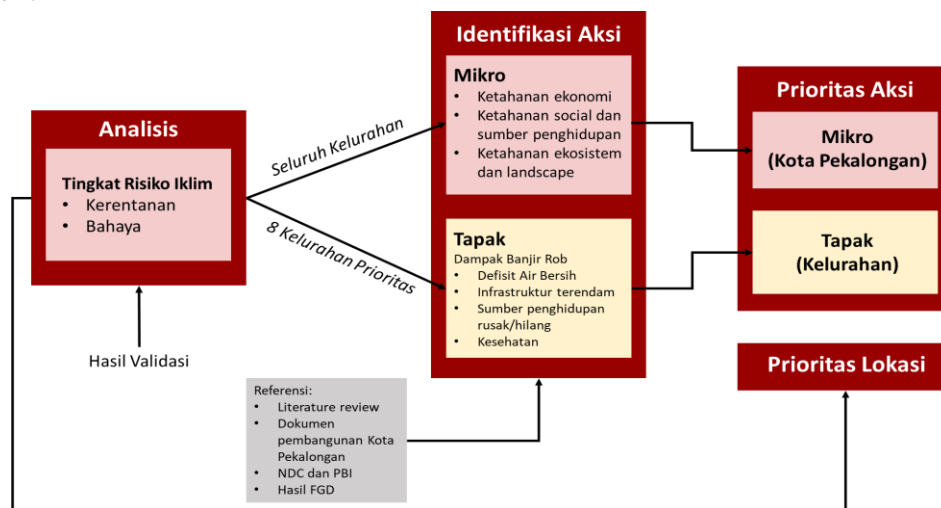 Analisis
Tingkat Risiko Iklim
• Kerentanan
• Bahaya
Hasil Validasi
Seluruh Kelurahan
8 Kelurahan Prioritas
Identifikasi Aksi
Mikro
• Ketahanan ekonomi
• Ketahanan social dan
sumber penghidupan
• Ketahanan ekosistem
dan landscape
Tapak
Dampak Banjir Rob
• Defisit Air Bersih
• Infrastruktur terendam
• Sumber penghidupan
rusak/hilang
• Kesehatan
Referensi:
• Literature review
• Dokumen
pembangunan Kota
Pekalongan
• NDC dan PBI
• Hasil FGD
Prioritas Aksi
Mikro
(Kota Pekalongan)
Tapak
(Kelurahan)
Prioritas Lokasi